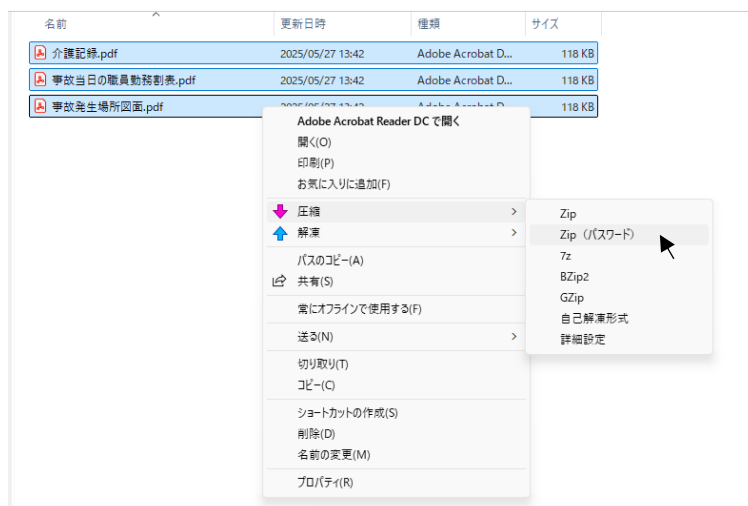 名前 更新日時 種類 サイズ
介護記録.pdf 2025/05/27 13:42 Adobe Acrobat D... 118 KB
事故当日の職員勤務割表.pdf 2025/05/27 13:42 Adobe Acrobat D... 118 KB
事故発生場所図面.pdf 2025/05/27 13:42 Adobe Acrobat D... 118 KB
Adobe Acrobat Reader DC で開く
開く(O)
印刷(P)
お気に入りに追加(F)
圧縮
解凍
パスのコピー(A)
共有(S)
常にオフラインで使用する(F)
送る(N)
切り取り(T)
コピー(C)
ショートカットの作成(S)
削除(D)
名前の変更(M)
プロパティ(R)
Zip
Zip（パスワード）
7z
BZip2
GZip
自己解凍形式
詳細設定